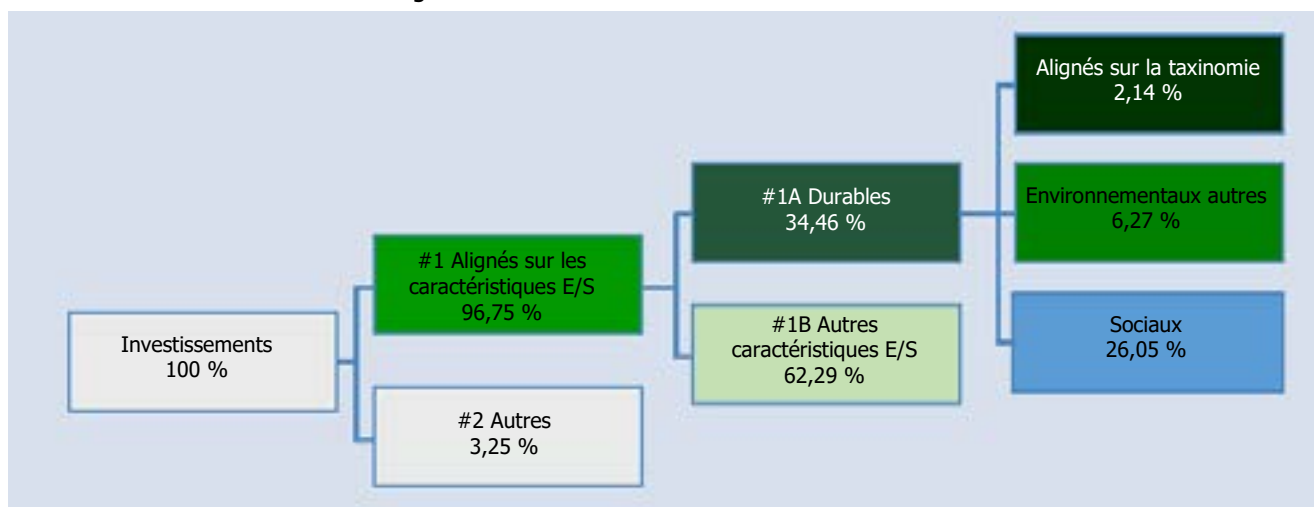 Investissements
100 %
#1 Alignés sur les
caractéristiques E/S
96,75 %
#2 Autres
3,25 %
#1A Durables
34,46 %
#1B Autres
caractéristiques E/S
62,29 %
Alignés sur la taxinomie
2,14 %
Environnementaux autres
6,27 %
Sociaux
26,05 %